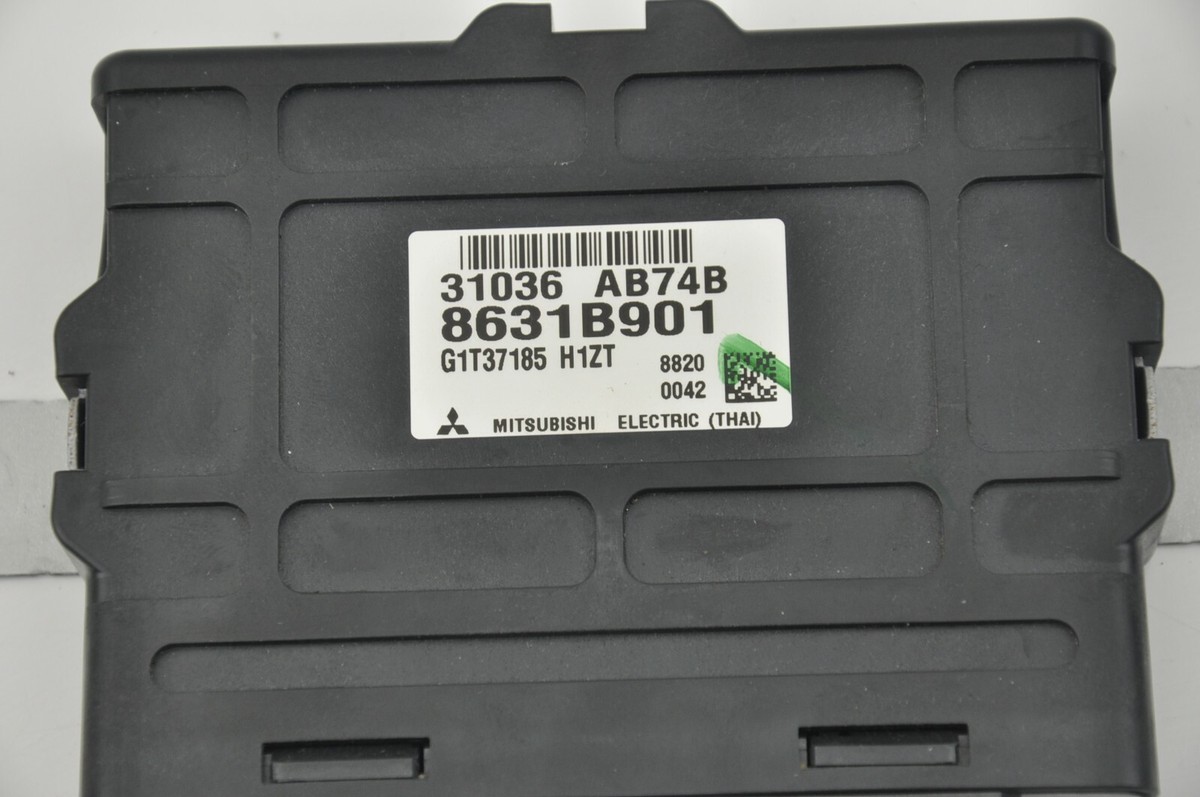 31036 AB74B
8631B901
G1T37185 H1ZT 8820
0042
MITSUBISHI ELECTRIC (THAI)